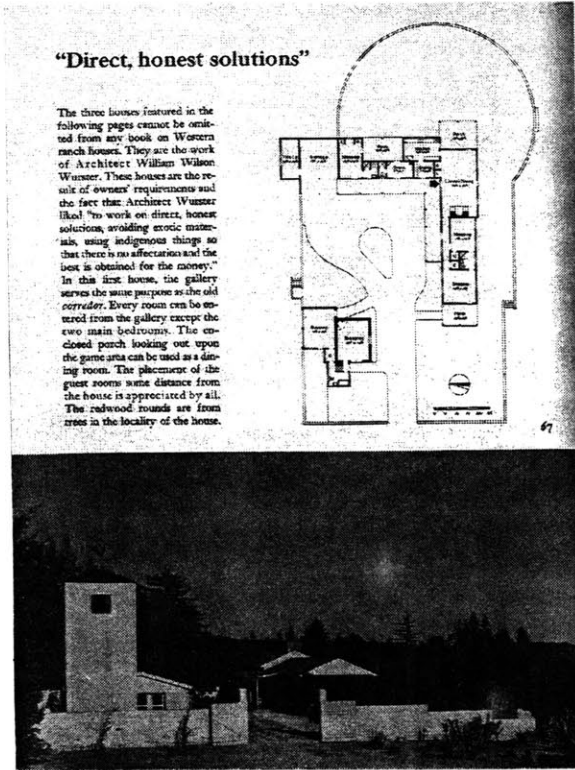 “Direct, honest solutions”
The three houses featured in the
following pages cannot be omit-
ted from any book on Western
ranch houses. They are the work
of Architect William Wilson
Wurster. These houses are the re-
sult of owners' requirements and
the fact that Architect Wurster
liked "to work on direct, honest
solutions, avoiding exotic mater-
ials, using indigenous things so
that there is no affectation and the
best is obtained for the money."
In this first house, the gallery
serves the same purpose as the old
corredor. Every room can be en-
tered from the gallery except the
two main bedrooms. The en-
closed porch looking out upon
the game area can be used as a din-
ing room. The placement of the
guest rooms some distance from
the house is appreciated by all.
The redwood rounds are from
trees in the locality of the house.
67